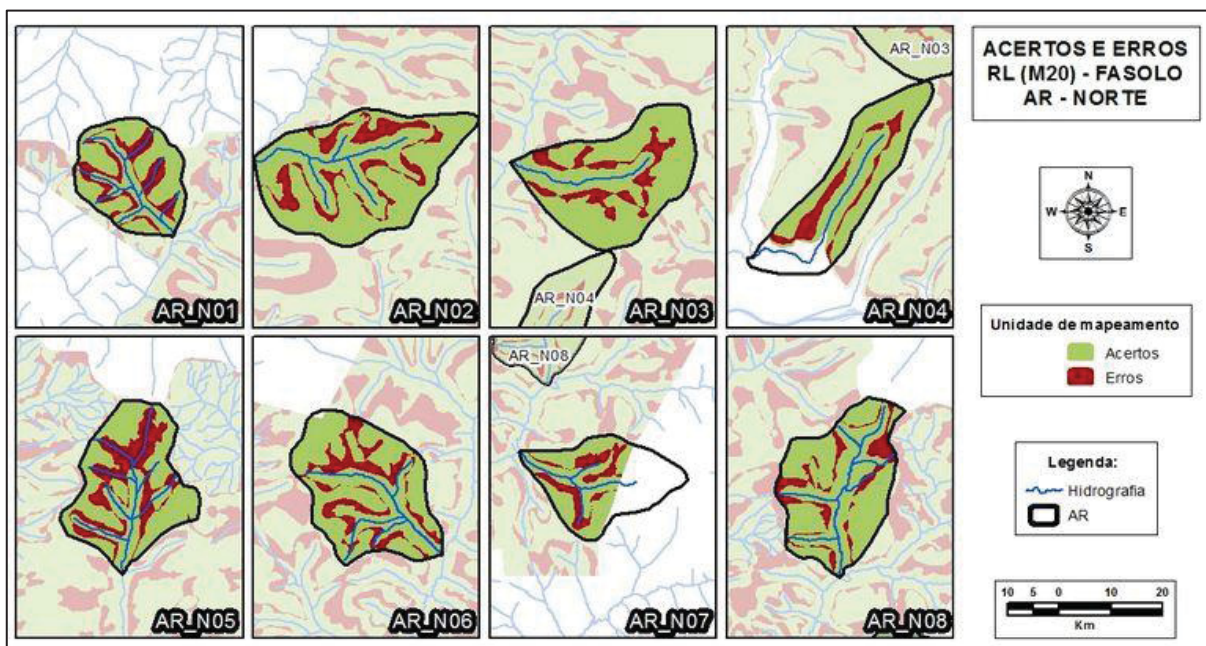 AR_N01
AR_N02
AR_N04
AR_N03
AR_N03
AR_N04
AR_N05
AR_N06
AR_N08
AR_N07
AR_N08
ACERTOS E ERROS
RL (M20) - FASOLO
AR - NORTE
N
W E
S
Unidade de mapeamento
Acertos
Erros
Legenda:
Hidrografia
AR
10 5 0 10 20
Km